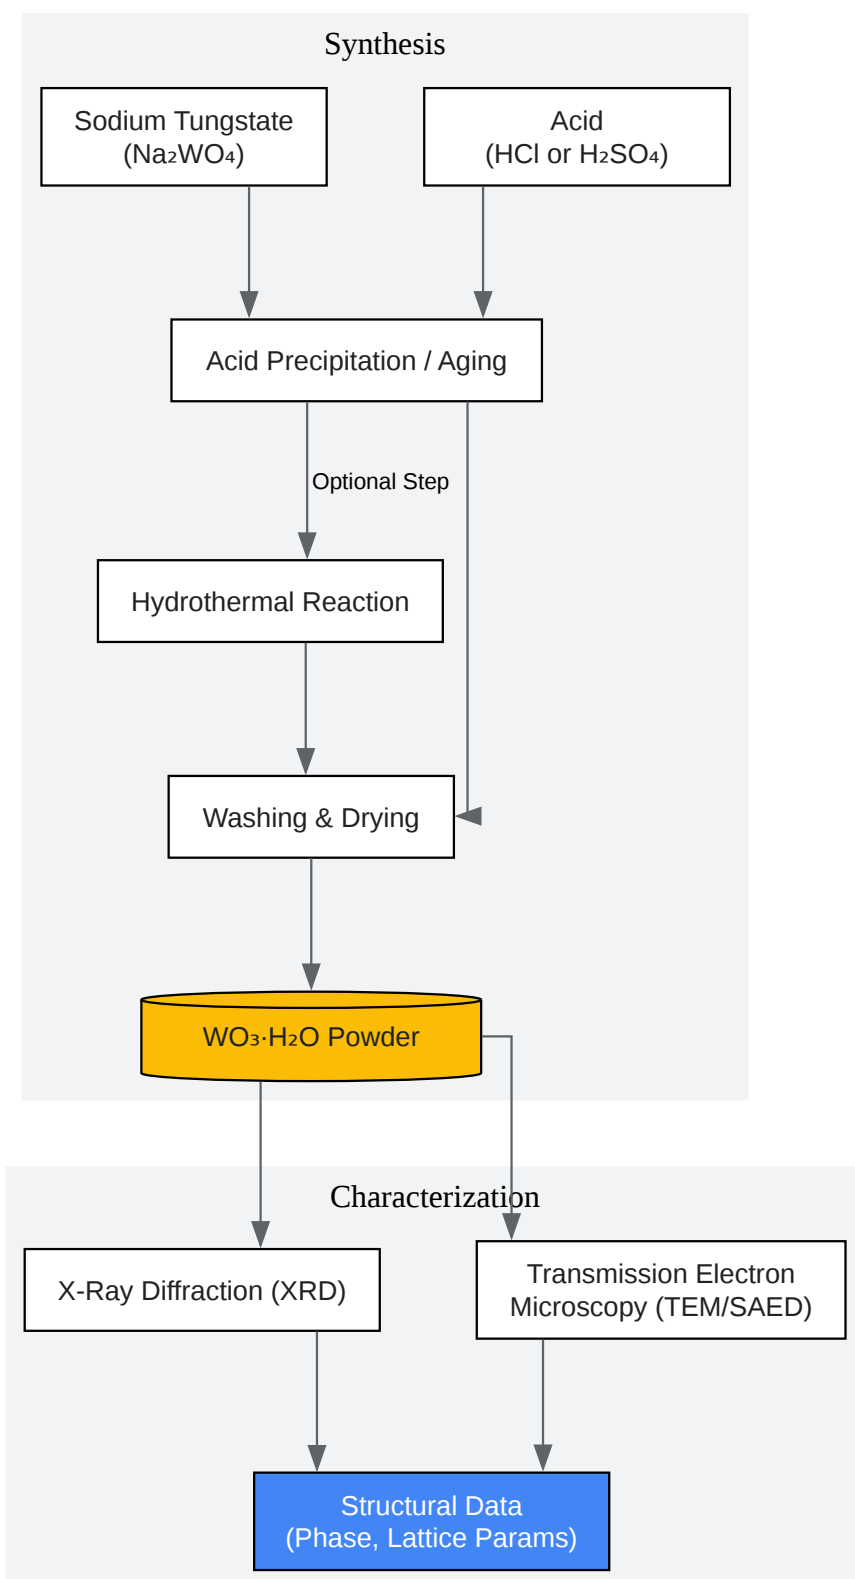 Synthesis
Sodium Tungstate
(Na₂WO₄)
Acid
(HCl or H₂SO₄)
Acid Precipitation / Aging
Optional Step
Hydrothermal Reaction
Washing & Drying
WO₃·H₂O Powder
Characterization
X-Ray Diffraction (XRD)
Transmission Electron
Microscopy (TEM/SAED)
Structural Data
(Phase, Lattice Params)